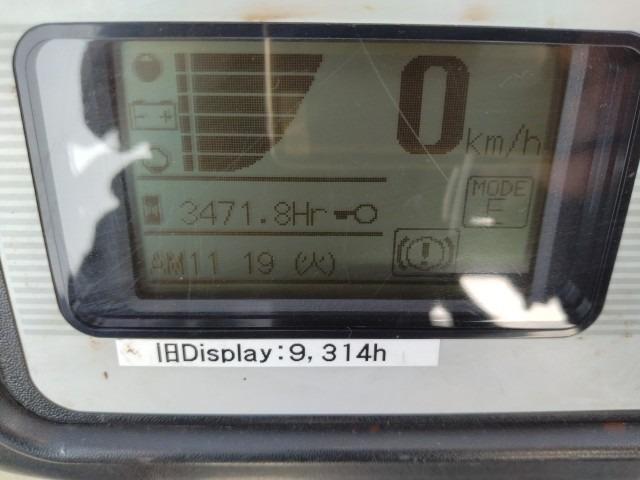 0 km/h
MODE
E
3471.8Hr
AM11 19 (火)
旧Display:9,314h